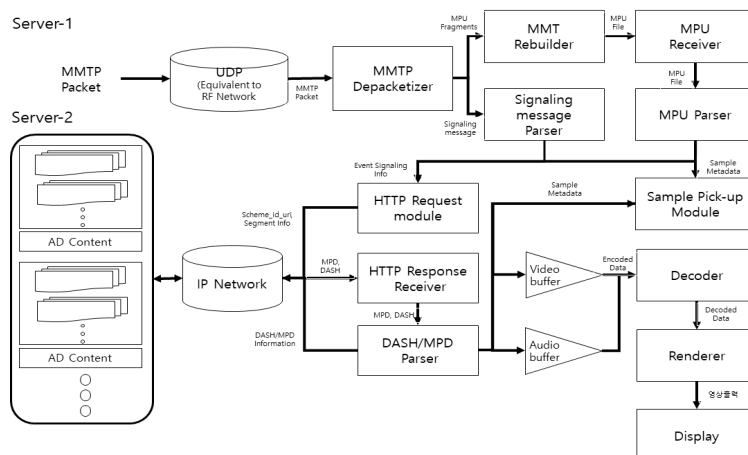 Server-1
MMTP
Packet
UDP
(Equivalent to
RF Network
MMTP
Packet
MMTP
Depacketizer
MPU
Fragments
MMT
Rebuilder
MPU
File
MPU
Receiver
MPU
File
Signaling
message
Signaling
message
Parser
MPU Parser
Server-2
AD Content
AD Content
Event Signaling
Info
Sample
Metadata
Sample
Metadata
HTTP Request
module
Sample Pick-up
Module
Scheme_id_uri,
Segment Info
IP Network
MPD,
DASH
HTTP Response
Receiver
MPD, DASH
DASH/MPD
Information
DASH/MPD
Parser
Video
buffer
Audio
buffer
Encoded
Data
Decoder
Decoded
Data
Renderer
영상출력
Display